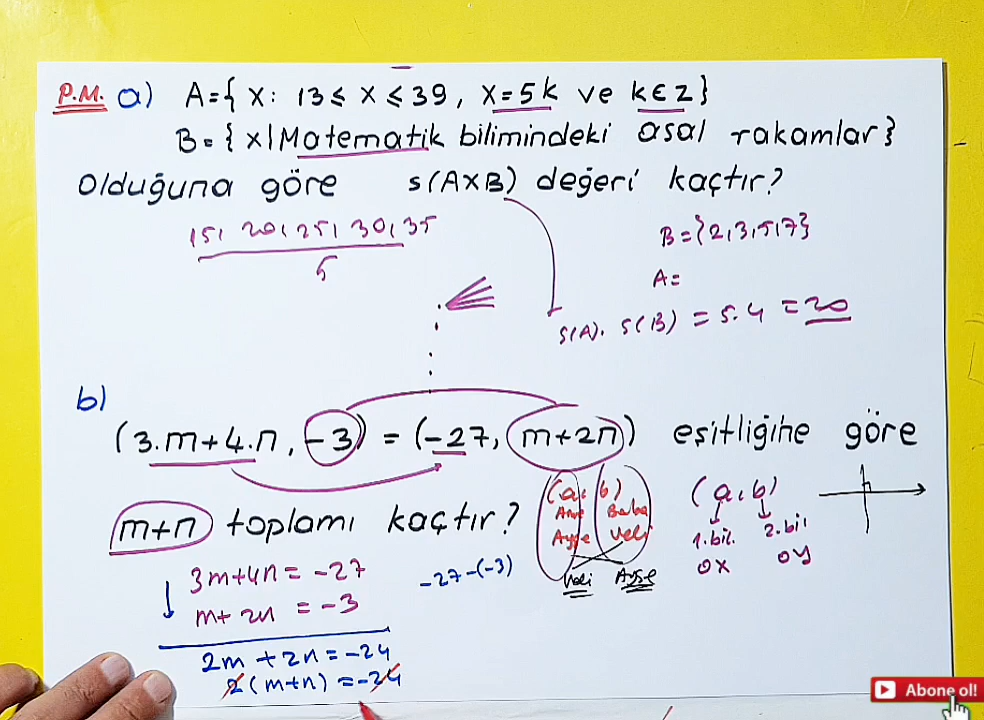 P.M. a) A={ x: 13 ≤ x ≤ 39, x=5k ve k∈Z}
B={ x|Matematik bilimindeki asal rakamlar}
Olduğuna göre s(A×B) değeri kaçtır?
15, 20, 25, 30, 35
5
B={2,3,5,7}
A=
s(A). s(B) = 5.4 = 20
b)
(3.m+4.n, -3) = (-27, m+2n) eşitliğine göre
m+n toplamı kaçtır?
(a, b)
Anne Baba
Ayşe Veli
Veli Ayşe
(a, b)
1.bil. 2.bil
OX OY
3m+4n = -27
m+2n = -3
-27-(-3)
2m+2n = -24
2(m+n) = -24
Abone ol!